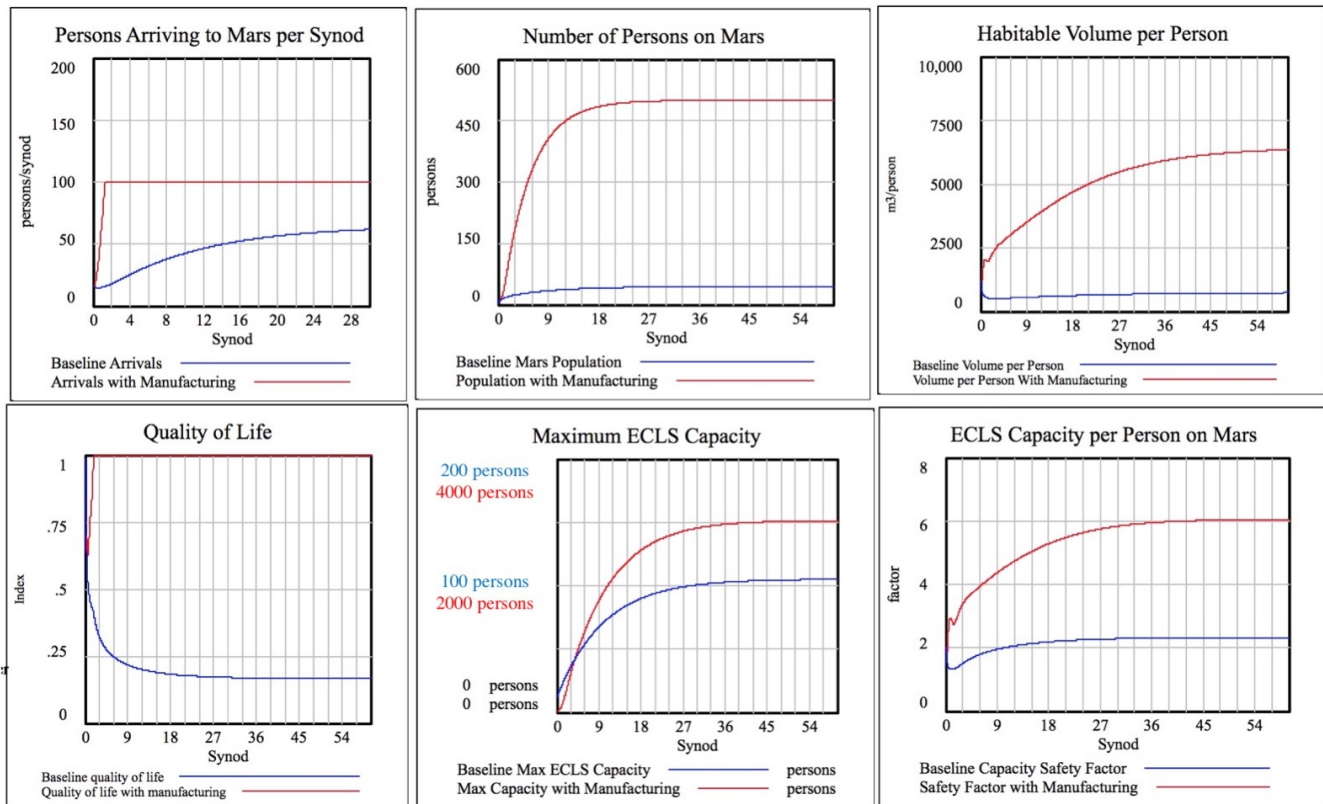 Persons Arriving to Mars per Synod
200
150
100
50
0
persons/synod
0 4 8 12 16 20 24 28
Synod
Baseline Arrivals
Arrivals with Manufacturing
Number of Persons on Mars
600
450
300
150
0
persons
0 9 18 27 36 45 54
Synod
Baseline Mars Population
Population with Manufacturing
Habitable Volume per Person
10,000
7500
5000
2500
0
m3/person
0 9 18 27 36 45 54
Synod
Baseline Volume per Person
Volume per Person With Manufacturing
Quality of Life
1
.75
.5
.25
0
Index
0 9 18 27 36 45 54
Synod
Baseline quality of life
Quality of life with manufacturing
Maximum ECLS Capacity
200 persons
4000 persons
100 persons
2000 persons
0 persons
0 persons
0 9 18 27 36 45 54
Synod
Baseline Max ECLS Capacity persons
Max Capacity with Manufacturing persons
ECLS Capacity per Person on Mars
8
6
4
2
0
factor
0 9 18 27 36 45 54
Synod
Baseline Capacity Safety Factor
Safety Factor with Manufacturing